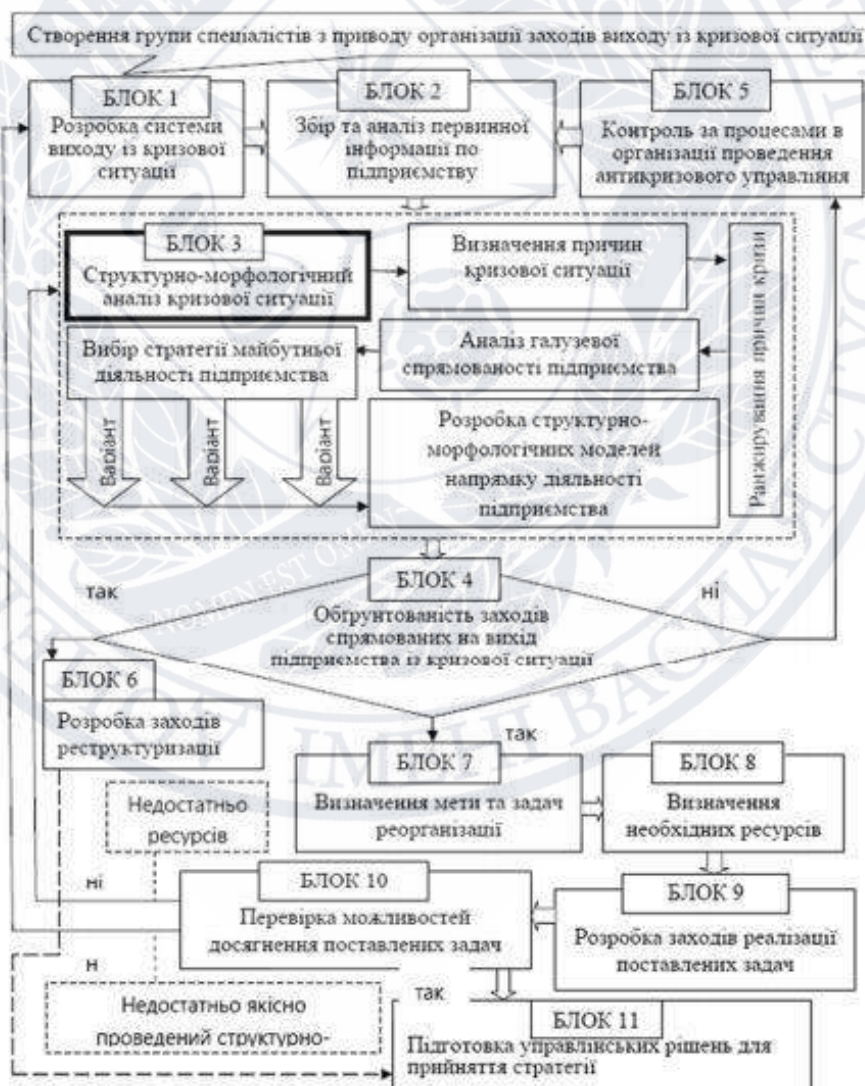 Створення групи спеціалістів з приводу організації заходів виходу із кризової ситуації
БЛОК 1
Розробка системи
виходу із кризової
ситуації
БЛОК 2
Збір та аналіз первинної
інформації по
підприємству
БЛОК 5
Контроль за процесами в
організації проведення
антикризового управління
БЛОК 3
Структурно-морфологічний
аналіз кризової ситуації
Визначення причин
кризової ситуації
Ранжирування причин кризи
Вибір стратегії майбутньої
діяльності підприємства
Аналіз галузевої
спрямованості підприємства
Варіант
Варіант
Варіант
Розробка структурно-
морфологічних моделей
напрямку діяльності
підприємства
NOMEN EST OMEN
так
БЛОК 4
ні
Обґрунтованість заходів
спрямованих на вихід
підприємства із кризової ситуації
БЛОК 6
Розробка заходів
реструктуризації
ІМЕНІ ВАСИЛЯ СТУСА
так
БЛОК 7
Визначення мети та задач
реорганізації
БЛОК 8
Визначення
необхідних ресурсів
Недостатньо
ресурсів
ні
БЛОК 10
Перевірка можливостей
досягнення поставлених задач
БЛОК 9
Розробка заходів реалізації
поставлених задач
н
Недостатньо якісно
проведений структурно-
так
БЛОК 11
Підготовка управлінських рішень для
прийняття стратегії